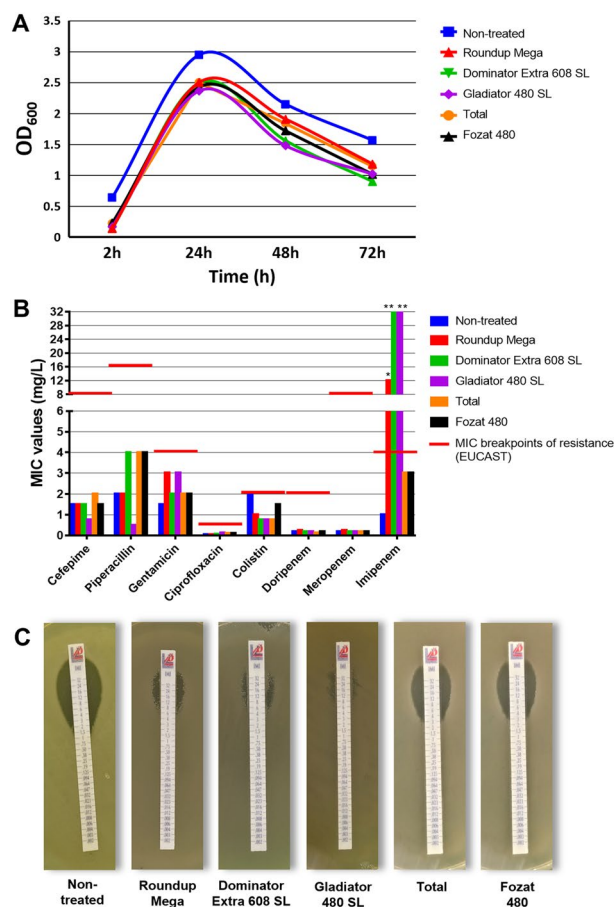 A
OD600
3.5
3
2.5
2
1.5
1
0.5
0
2h
24h
48h
72h
Time (h)
Non-treated
Roundup Mega
Dominator Extra 608 SL
Gladiator 480 SL
Total
Fozat 480
B
MIC values (mg/L)
32
28
24
20
16
12
8
6
5
4
3
2
1
0
*
** **
Cefepime
Piperacillin
Gentamicin
Ciprofloxacin
Colistin
Doripenem
Meropenem
Imipenem
Non-treated
Roundup Mega
Dominator Extra 608 SL
Gladiator 480 SL
Total
Fozat 480
MIC breakpoints of resistance
(EUCAST)
C
Non-
treated
Roundup
Mega
Dominator
Extra 608 SL
Gladiator
480 SL
Total
Fozat
480